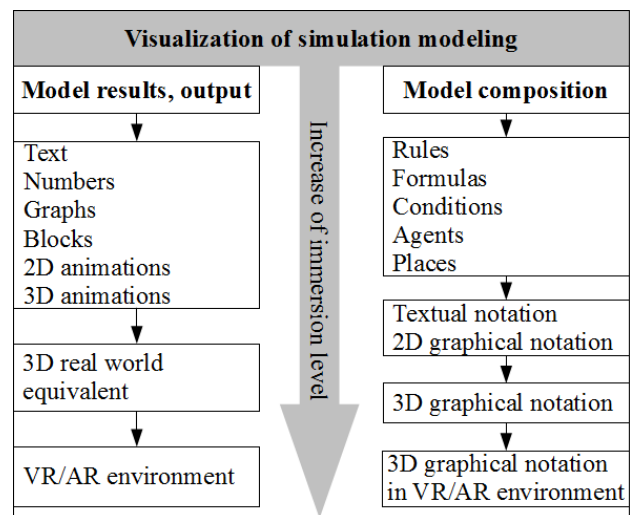 Visualization of simulation modeling
Model results, output
Text
Numbers
Graphs
Blocks
2D animations
3D animations
3D real world
equivalent
VR/AR environment
Increase of immersion level
Model composition
Rules
Formulas
Conditions
Agents
Places
Textual notation
2D graphical notation
3D graphical notation
3D graphical notation
in VR/AR environment